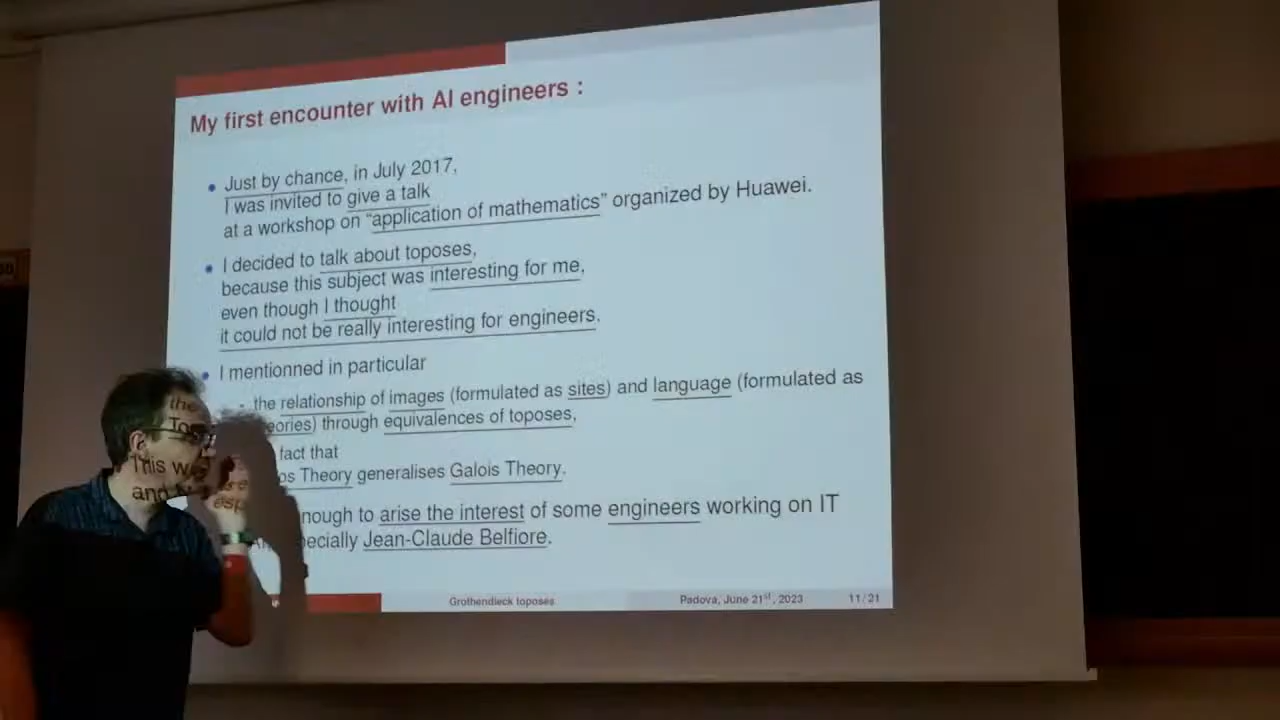 My first encounter with AI engineers :
• Just by chance, in July 2017,
I was invited to give a talk
at a workshop on “application of mathematics” organized by Huawei.
• I decided to talk about toposes,
because this subject was interesting for me,
even though I thought
it could not be really interesting for engineers.
• I mentionned in particular
- the relationship of images (formulated as sites) and language (formulated as
eories) through equivalences of toposes,
fact that
os Theory generalises Galois Theory.
This w nough to arise the interest of some engineers working on IT
and ecially Jean-Claude Belfiore.
Grothendieck toposes Padova, June 21st, 2023 11/21